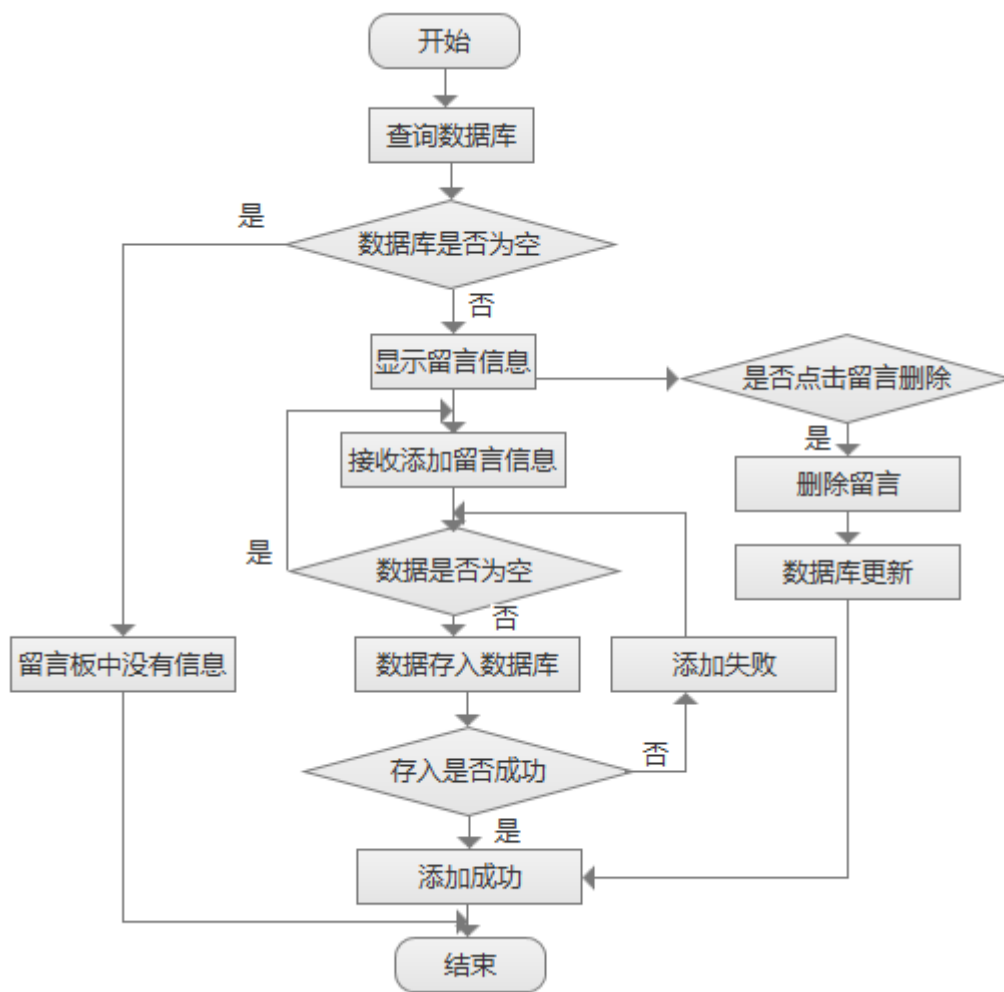 开始
查询数据库
是
数据库是否为空
否
显示留言信息
是否点击留言删除
接收添加留言信息
是
删除留言
是
数据是否为空
数据库更新
否
留言板中没有信息
数据存入数据库
添加失败
存入是否成功
否
是
添加成功
结束